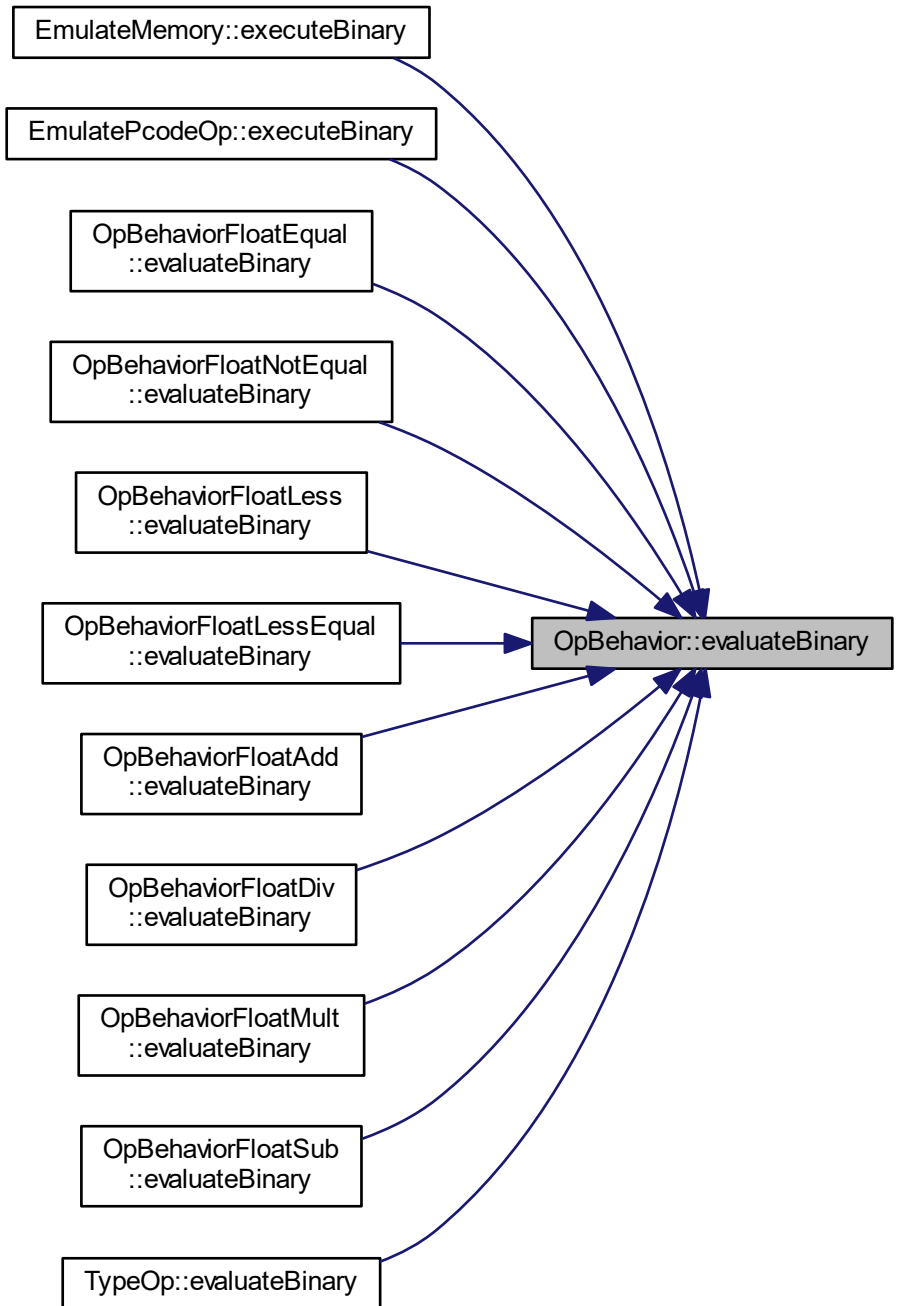 EmulateMemory::executeBinary
EmulatePcodeOp::executeBinary
OpBehaviorFloatEqual
::evaluateBinary
OpBehaviorFloatNotEqual
::evaluateBinary
OpBehaviorFloatLess
::evaluateBinary
OpBehaviorFloatLessEqual
::evaluateBinary
OpBehavior::evaluateBinary
OpBehaviorFloatAdd
::evaluateBinary
OpBehaviorFloatDiv
::evaluateBinary
OpBehaviorFloatMult
::evaluateBinary
OpBehaviorFloatSub
::evaluateBinary
TypeOp::evaluateBinary